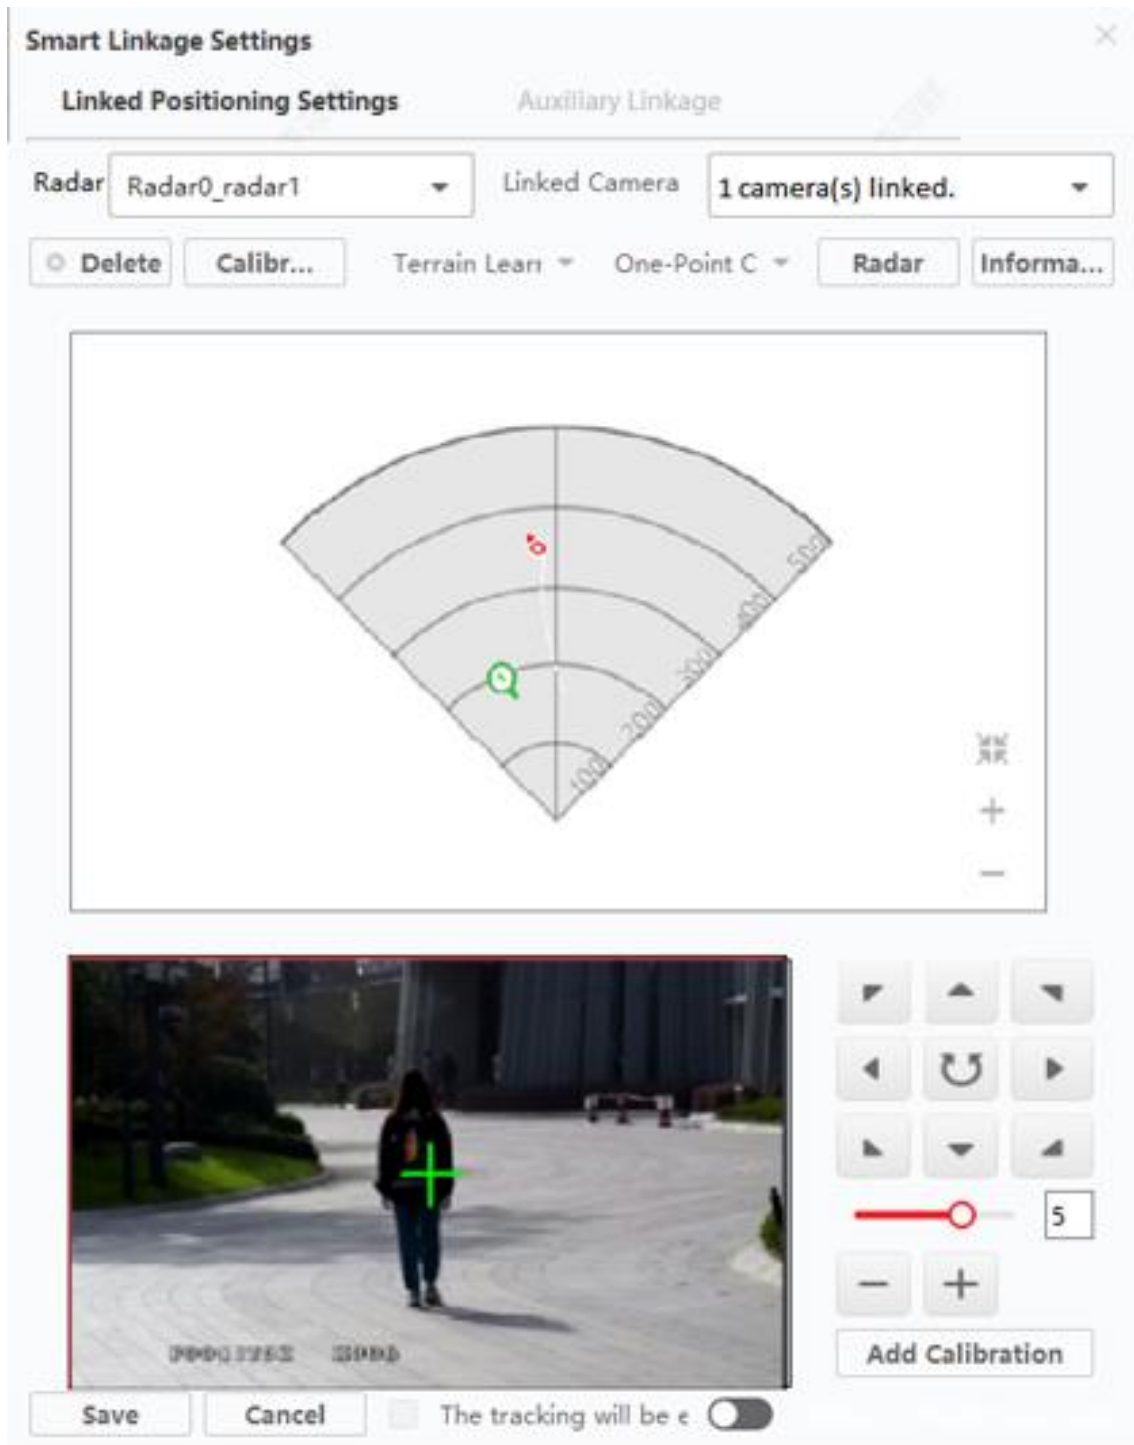 Smart Linkage Settings
Linked Positioning Settings Auxiliary Linkage
Radar Radar0_radar1 Linked Camera 1 camera(s) linked.
Delete Calibr... Terrain Lear One-Point C Radar Informa...
500
400
300
200
100
5
Add Calibration
Save Cancel The tracking will be e